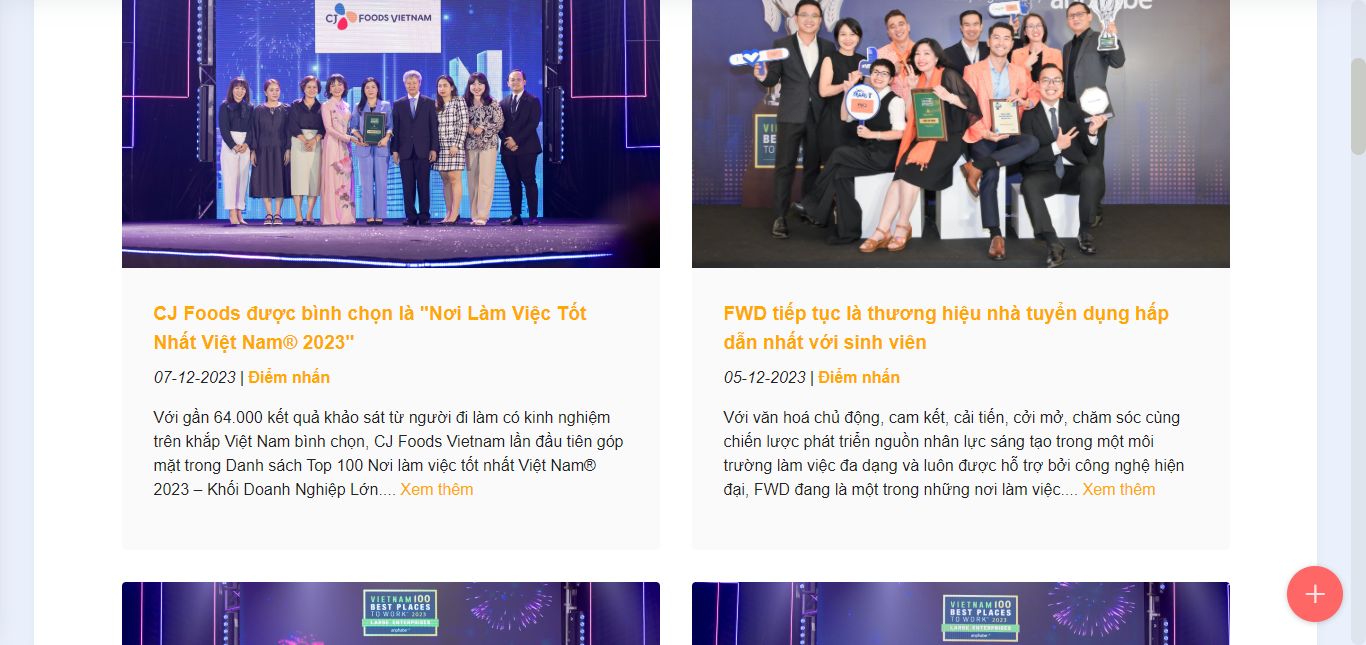 CJ FOODS VIETNAM
anphabe
VIE
BES
TO WORK
CJ Foods được bình chọn là "Nơi Làm Việc Tốt
Nhất Việt Nam® 2023"
07-12-2023 | Điểm nhấn
Với gần 64.000 kết quả khảo sát từ người đi làm có kinh nghiệm
trên khắp Việt Nam bình chọn, CJ Foods Vietnam lần đầu tiên góp
mặt trong Danh sách Top 100 Nơi làm việc tốt nhất Việt Nam®
2023 – Khối Doanh Nghiệp Lớn.... Xem thêm
FWD tiếp tục là thương hiệu nhà tuyển dụng hấp
dẫn nhất với sinh viên
05-12-2023 | Điểm nhấn
Với văn hoá chủ động, cam kết, cải tiến, cởi mở, chăm sóc cùng
chiến lược phát triển nguồn nhân lực sáng tạo trong một môi
trường làm việc đa dạng và luôn được hỗ trợ bởi công nghệ hiện
đại, FWD đang là một trong những nơi làm việc.... Xem thêm
VIETNAM 100
BEST PLACES
TO WORK 2023
LARGE ENTERPRISES
anphabe
VIETNAM 100
BEST PLACES
TO WORK 2023
LARGE ENTERPRISES
anphabe